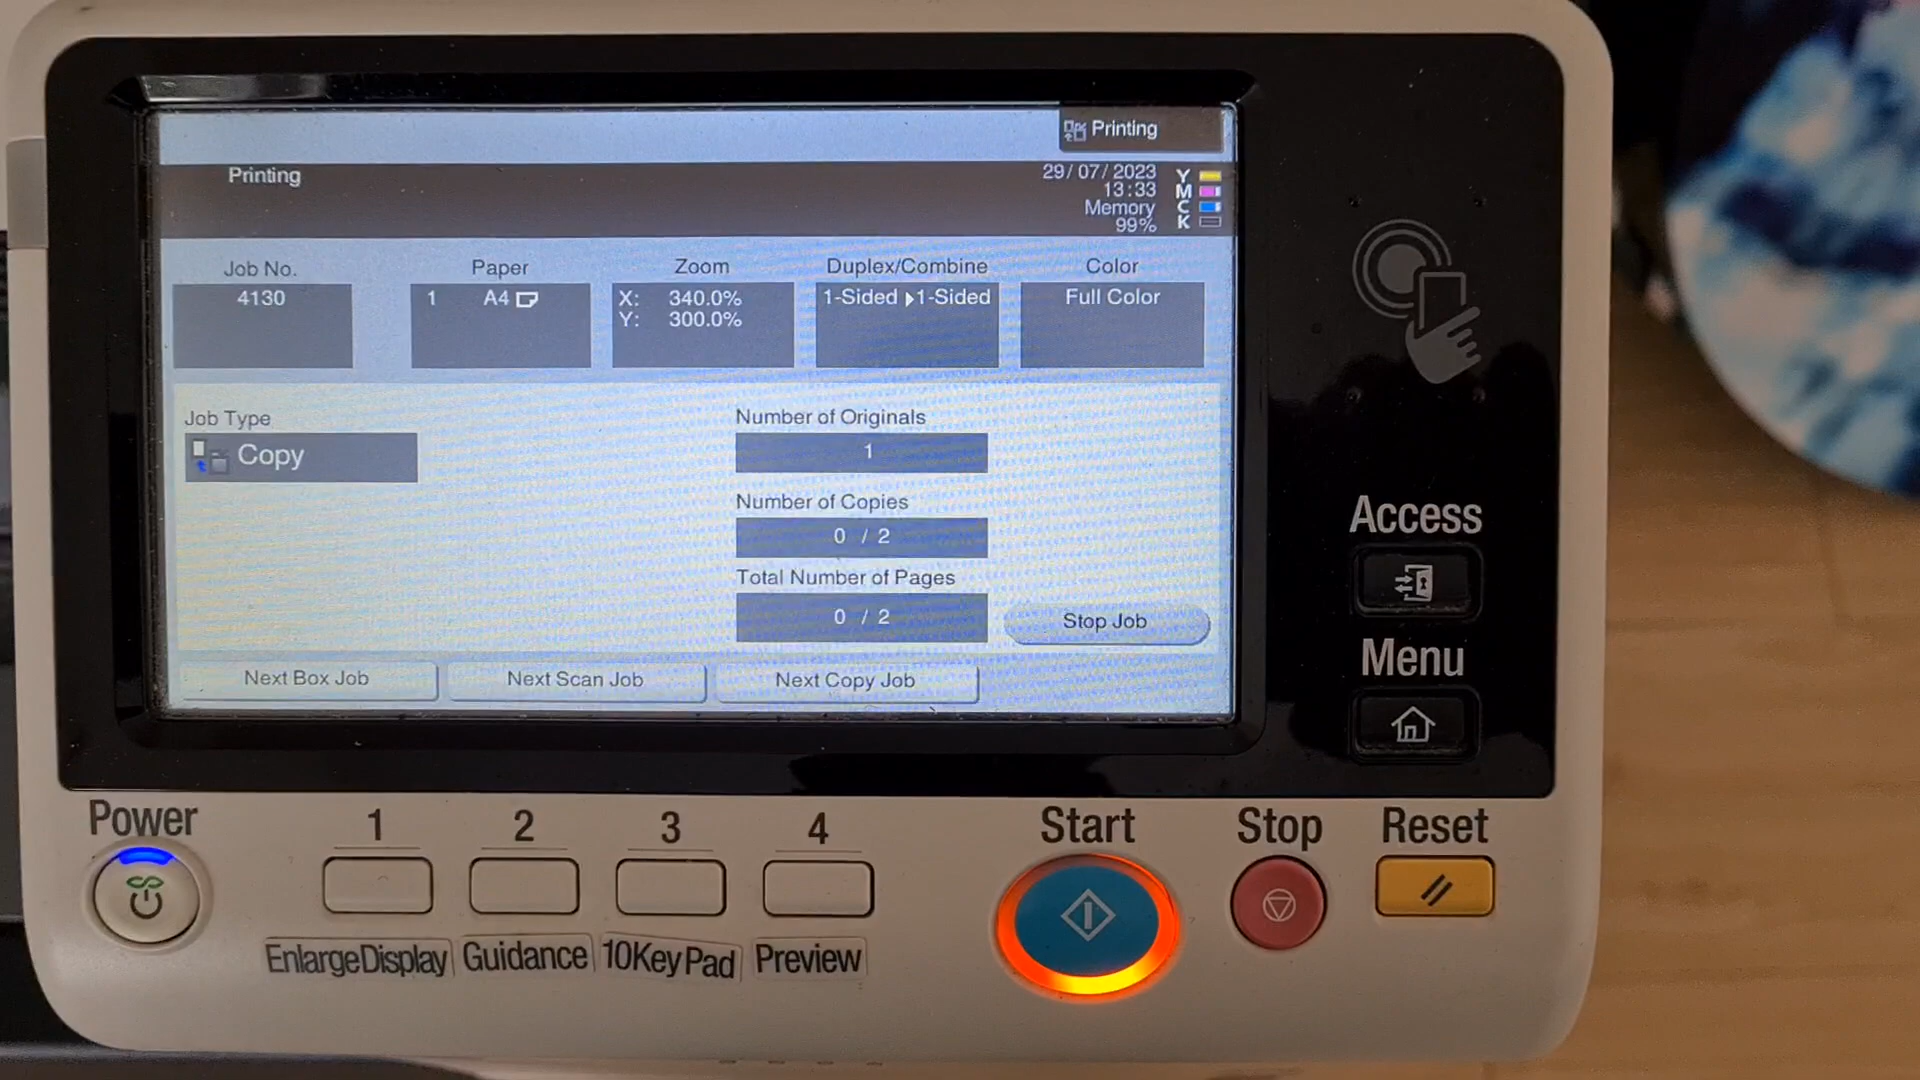 Printing
Printing
29/07/2023
13:33
Memory
99%
Y
M
C
K
Job No.
4130
Paper
1 A4
Zoom
X: 340.0%
Y: 300.0%
Duplex/Combine
1-Sided ▸1-Sided
Color
Full Color
Job Type
Copy
Number of Originals
1
Number of Copies
0 / 2
Total Number of Pages
0 / 2
Stop Job
Next Box Job
Next Scan Job
Next Copy Job
Access
Menu
Power
1
2
3
4
Start
Stop
Reset
EnlargeDisplay
Guidance
10KeyPad
Preview